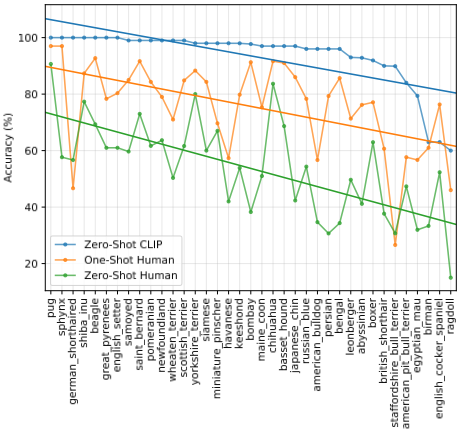 100
80
60
40
20
Accuracy (%)
Zero-Shot CLIP
One-Shot Human
Zero-Shot Human
pug
sphynx
german_shorthaired
shiba_inu
beagle
great_pyrenees
english_setter
samoyed
saint_bernard
pomeranian
newfoundland
wheaten_terrier
scottish_terrier
yorkshire_terrier
siamese
miniature_pinscher
havanese
keeshond
bombay
maine_coon
chihuahua
basset_hound
japanese_chin
russian_blue
american_bulldog
persian
bengal
leonberger
abyssinian
boxer
british_shorthair
staffordshire_bull_terrier
american_pit_bull_terrier
egyptian_mau
birman
english_cocker_spaniel
ragdoll